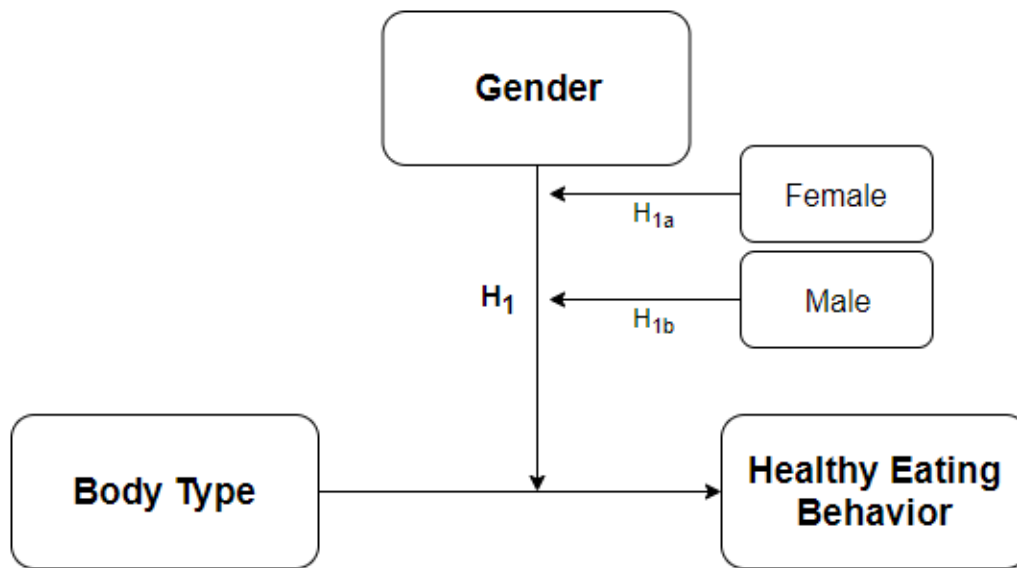 Gender
Female
H1a
H1
Male
H1b
Body Type
Healthy Eating
Behavior